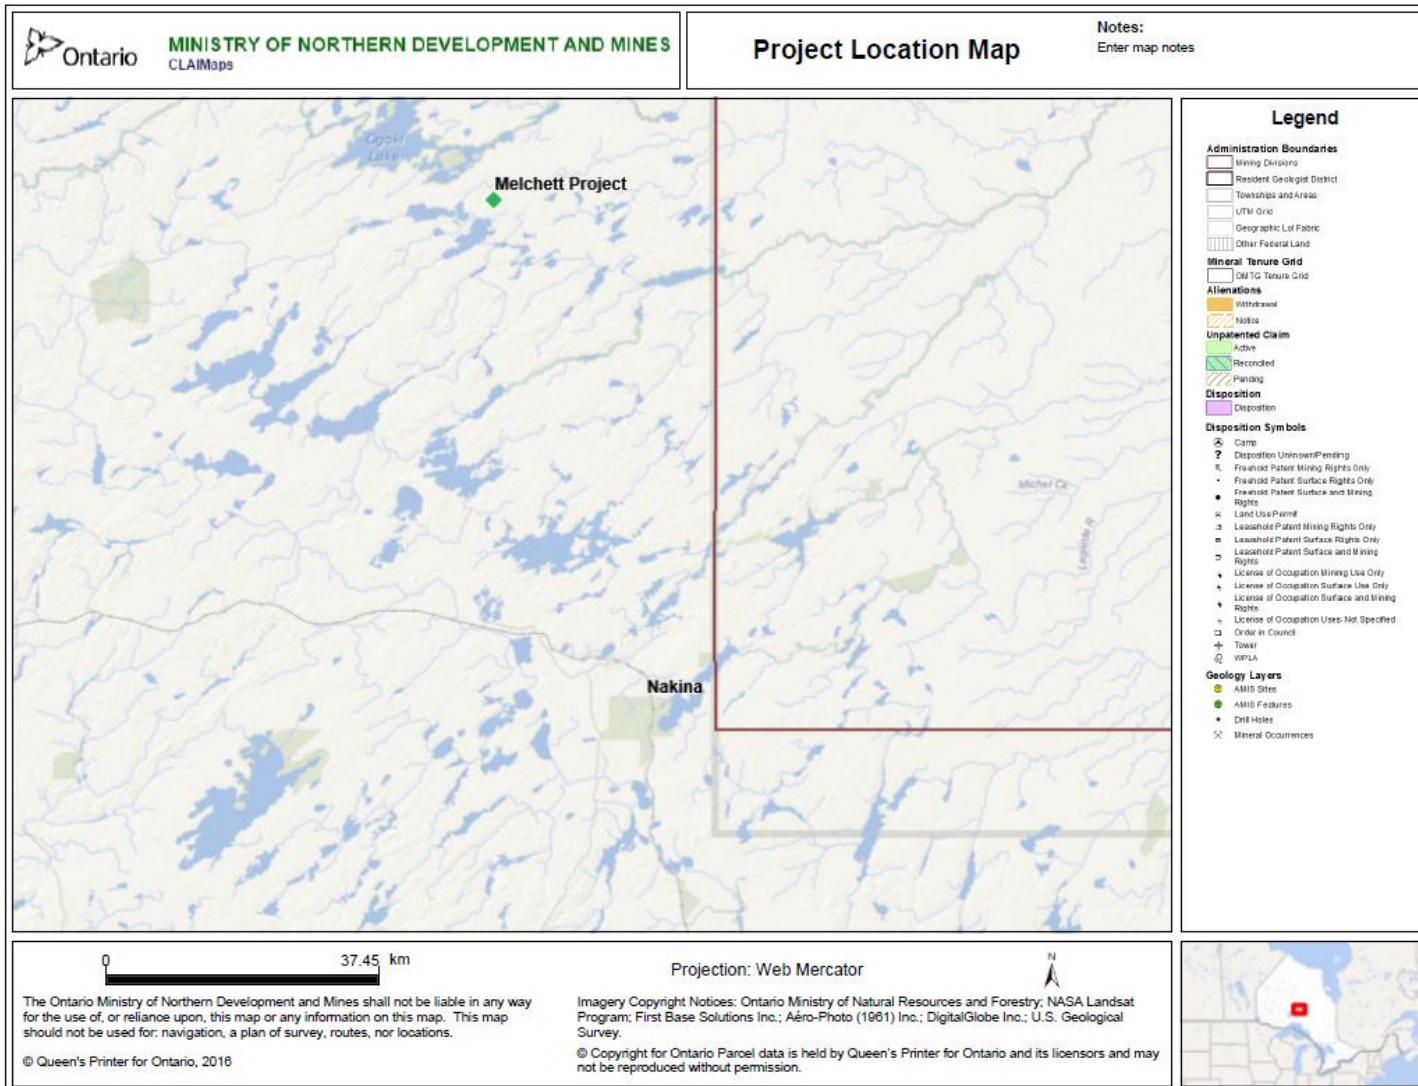 Ontario
MINISTRY OF NORTHERN DEVELOPMENT AND MINES
CLAIMaps
Project Location Map
Notes:
Enter map notes
Ogoki
Lake
Melchett Project
Nakina
Michel Ck
Legend
Administration Boundaries
Mining Divisions
Resident Geologist District
Townships and Areas
UTM Grid
Geographic Lot Fabric
Other Federal Land
Mineral Tenure Grid
OMTG Tenure Grid
Alienations
Withdrawal
Notice
Unpatented Claim
Active
Reconciled
Pending
Disposition
Disposition
Disposition Symbols
Camp
? Disposition Unknown/Pending
Freehold Patent Mining Rights Only
Freehold Patent Surface Rights Only
Freehold Patent Surface and Mining
Rights
Land Use Permit
Leasehold Patent Mining Rights Only
Leasehold Patent Surface Rights Only
Leasehold Patent Surface and Mining
Rights
License of Occupation Mining Use Only
License of Occupation Surface Use Only
License of Occupation Surface and Mining
Rights
License of Occupation Uses Not Specified
Order in Council
Tower
WPLA
Geology Layers
AMIS Sites
AMIS Features
Drill Holes
Mineral Occurrences
0 37.45 km
The Ontario Ministry of Northern Development and Mines shall not be liable in any way
for the use of, or reliance upon, this map or any information on this map. This map
should not be used for: navigation, a plan of survey, routes, nor locations.
© Queen's Printer for Ontario, 2016
Projection: Web Mercator
N
Imagery Copyright Notices: Ontario Ministry of Natural Resources and Forestry; NASA Landsat
Program; First Base Solutions Inc.; Aéro-Photo (1961) Inc.; DigitalGlobe Inc.; U.S. Geological
Survey.
© Copyright for Ontario Parcel data is held by Queen's Printer for Ontario and its licensors and may
not be reproduced without permission.